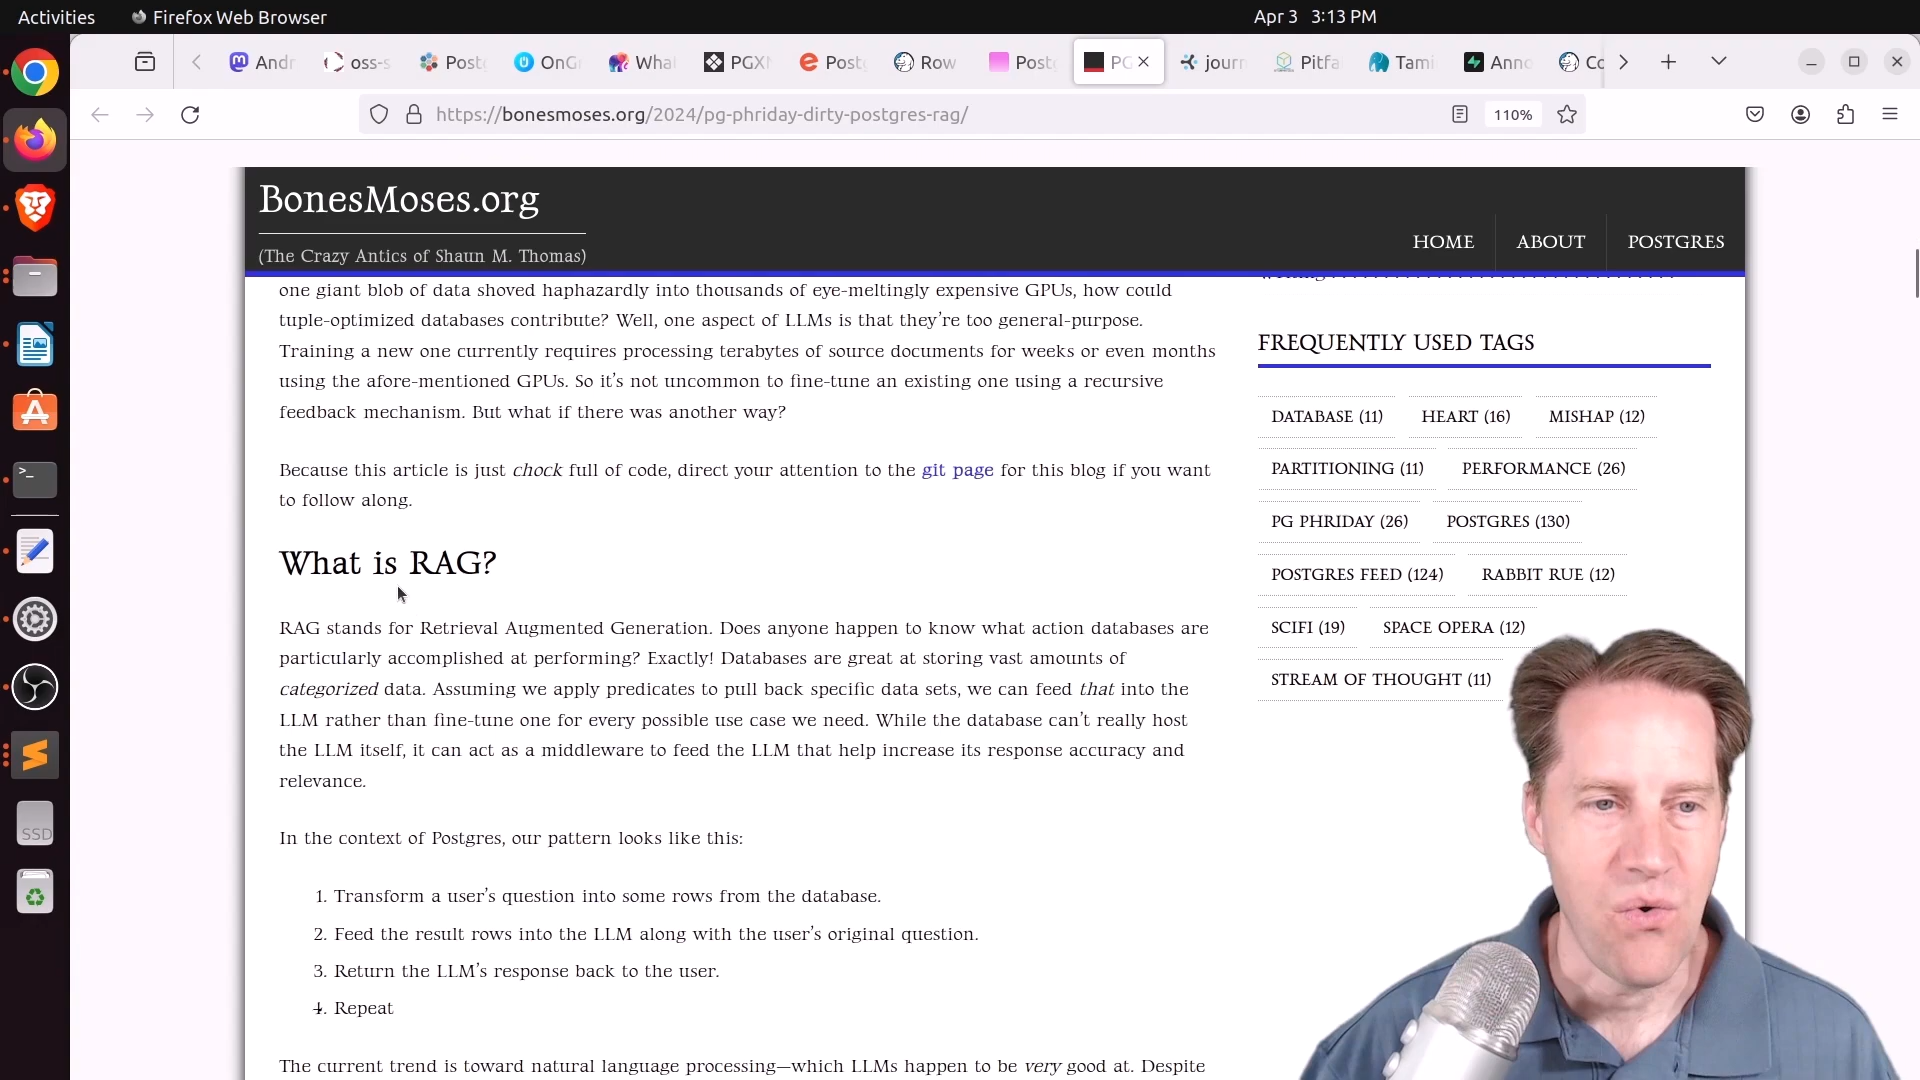 Activities
Firefox Web Browser
Apr 3 3:13 PM
Andr
oss-s
Post
OnG
What
PGXN
Post
Row
Post
PG
journ
Pitfa
Tami
Anno
Co
https://bonesmoses.org/2024/pg-phriday-dirty-postgres-rag/
110%
BonesMoses.org
(The Crazy Antics of Shaun M. Thomas)
HOME
ABOUT
POSTGRES
one giant blob of data shoved haphazardly into thousands of eye-meltingly expensive GPUs, how could
tuple-optimized databases contribute? Well, one aspect of LLMs is that they're too general-purpose.
Training a new one currently requires processing terabytes of source documents for weeks or even months
using the afore-mentioned GPUs. So it's not uncommon to fine-tune an existing one using a recursive
feedback mechanism. But what if there was another way?
Because this article is just chock full of code, direct your attention to the git page for this blog if you want
to follow along.
What is RAG?
RAG stands for Retrieval Augmented Generation. Does anyone happen to know what action databases are
particularly accomplished at performing? Exactly! Databases are great at storing vast amounts of
categorized data. Assuming we apply predicates to pull back specific data sets, we can feed that into the
LLM rather than fine-tune one for every possible use case we need. While the database can't really host
the LLM itself, it can act as a middleware to feed the LLM that help increase its response accuracy and
relevance.
In the context of Postgres, our pattern looks like this:
1. Transform a user's question into some rows from the database.
2. Feed the result rows into the LLM along with the user's original question.
3. Return the LLM's response back to the user.
4. Repeat
The current trend is toward natural language processing—which LLMs happen to be very good at. Despite
FREQUENTLY USED TAGS
DATABASE (11)
HEART (16)
MISHAP (12)
PARTITIONING (11)
PERFORMANCE (26)
PG PHRIDAY (26)
POSTGRES (130)
POSTGRES FEED (124)
RABBIT RUE (12)
SCIFI (19)
SPACE OPERA (12)
STREAM OF THOUGHT (11)
SSD